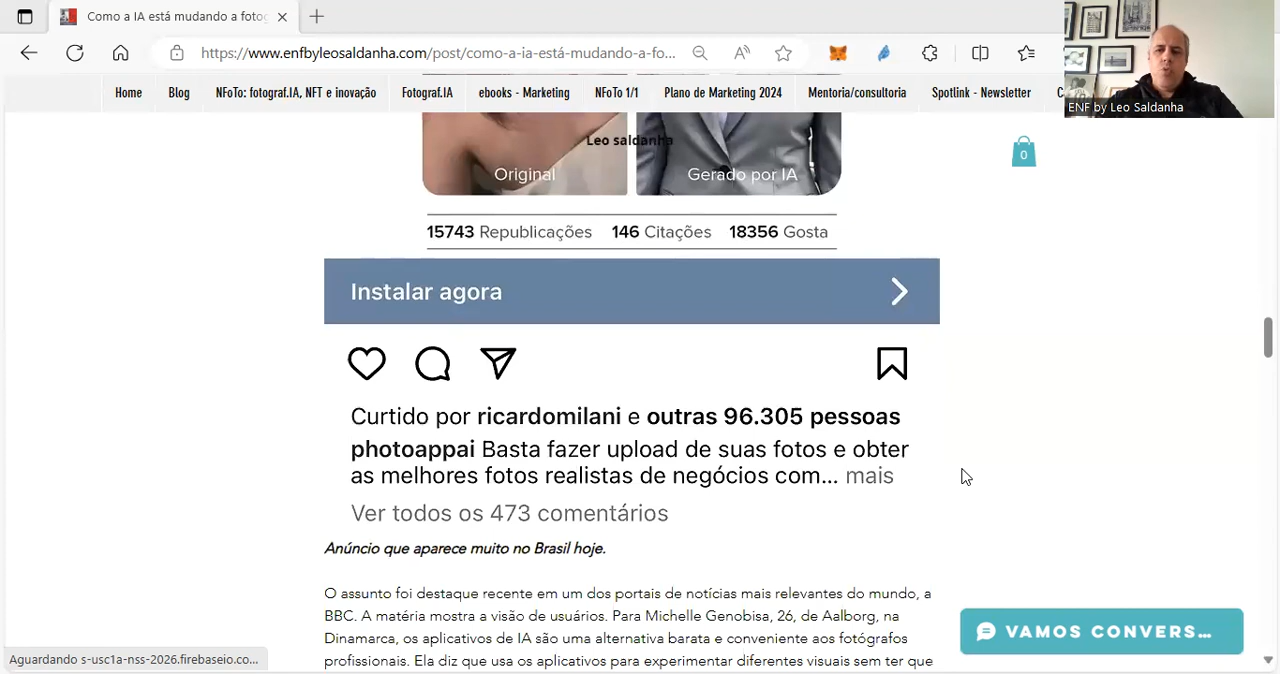 Como a IA está mudando a fotog
https://www.enfbyleosaldanha.com/post/como-a-ia-está-mudando-a-fo...
ENF by Leo Saldanha
Home
Blog
NFoTo: fotograf.IA, NFT e inovação
Fotograf.IA
ebooks - Marketing
NFoTo 1/1
Plano de Marketing 2024
Mentoria/consultoria
Spotlink - Newsletter
Leo saldanha
0
Original
Gerado por IA
15743 Republicações 146 Citações 18356 Gosta
Instalar agora
Curtido por ricardomilani e outras 96.305 pessoas
photoappai Basta fazer upload de suas fotos e obter
as melhores fotos realistas de negócios com... mais
Ver todos os 473 comentários
Anúncio que aparece muito no Brasil hoje.
O assunto foi destaque recente em um dos portais de notícias mais relevantes do mundo, a
BBC. A matéria mostra a visão de usuários. Para Michelle Genobisa, 26, de Aalborg, na
Dinamarca, os aplicativos de IA são uma alternativa barata e conveniente aos fotógrafos
profissionais. Ela diz que usa os aplicativos para experimentar diferentes visuais sem ter que
VAMOS CONVERS...
Aguardando s-usc1a-nss-2026.firebaseio.co...